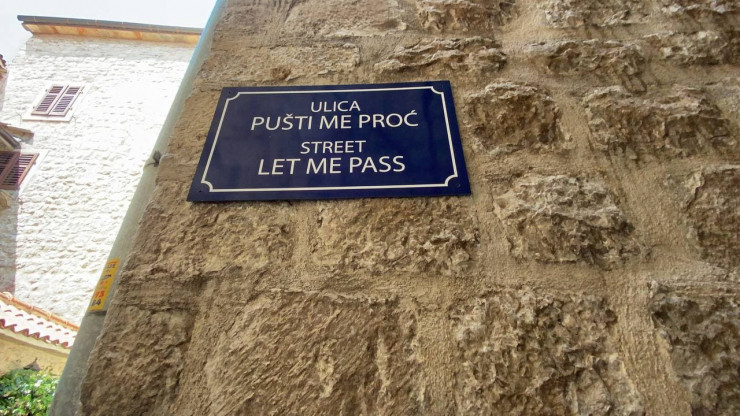 ULICA
PUŠTI ME PROĆ
STREET
LET ME PASS